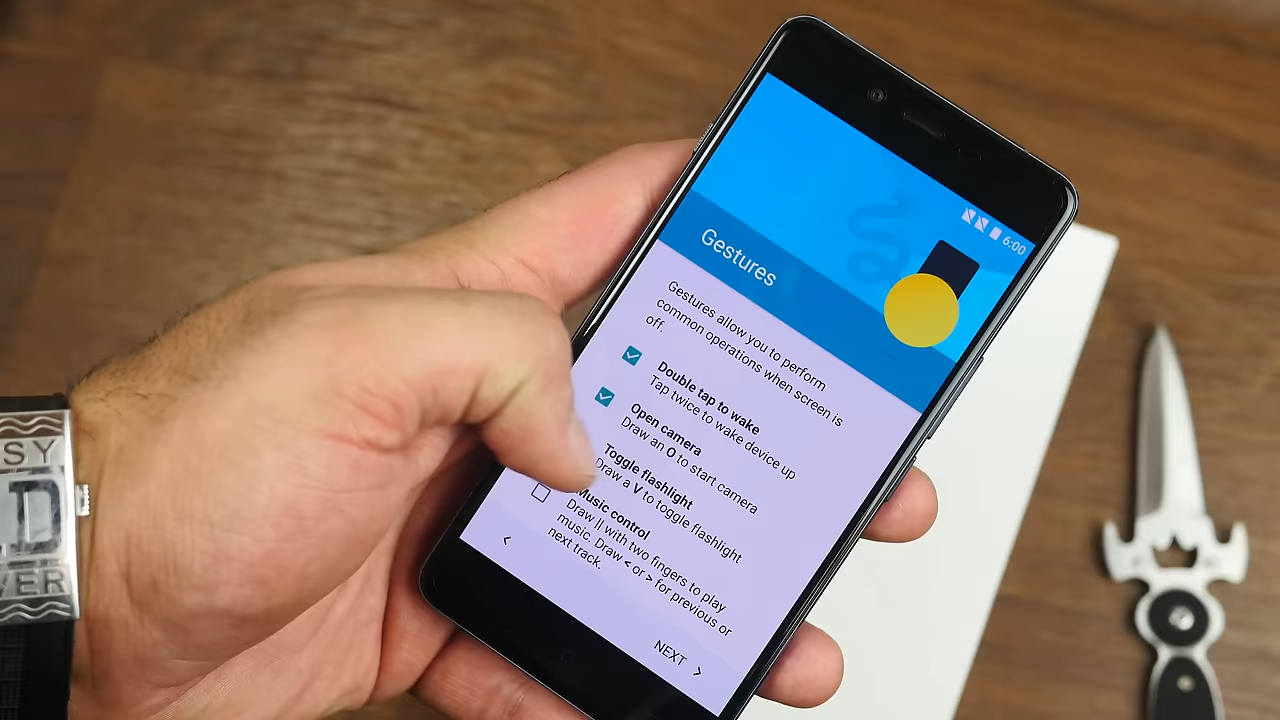 6:00
Gestures
Gestures allow you to perform
common operations when screen is
off.
Double tap to wake
Tap twice to wake device up
Open camera
Draw an O to start camera
Toggle flashlight
Draw a V to toggle flashlight
Music control
Draw || with two fingers to play
music. Draw < or > for previous or
next track.
<
NEXT >
SY
D
VER